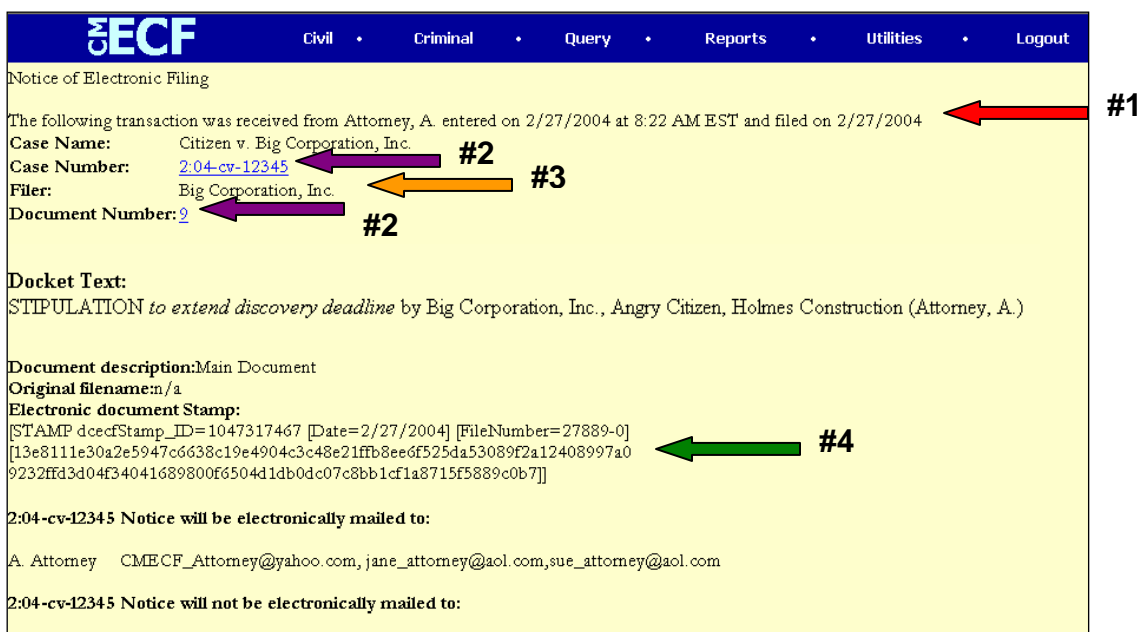 CM ECF Civil • Criminal • Query • Reports • Utilities • Logout
Notice of Electronic Filing
The following transaction was received from Attorney, A. entered on 2/27/2004 at 8:22 AM EST and filed on 2/27/2004
#1
Case Name: Citizen v. Big Corporation, Inc.
Case Number: 2:04-cv-12345
#2
Filer: Big Corporation, Inc.
#3
Document Number: 9
#2
Docket Text:
STIPULATION to extend discovery deadline by Big Corporation, Inc., Angry Citizen, Holmes Construction (Attorney, A.)
Document description:Main Document
Original filename:n/a
Electronic document Stamp:
[STAMP dcecfStamp_ID=1047317467 [Date=2/27/2004] [FileNumber=27889-0]
[13e8111e30a2e5947c6638c19e4904c3c48e21ffb8ee6f525da53089f2a12408997a0
#4
9232ffd3d04f34041689800f6504d1db0dc07c8bb1cf1a8715f5889c0b7]]
2:04-cv-12345 Notice will be electronically mailed to:
A. Attorney CMECF_Attorney@yahoo.com, jane_attorney@aol.com,sue_attorney@aol.com
2:04-cv-12345 Notice will not be electronically mailed to: